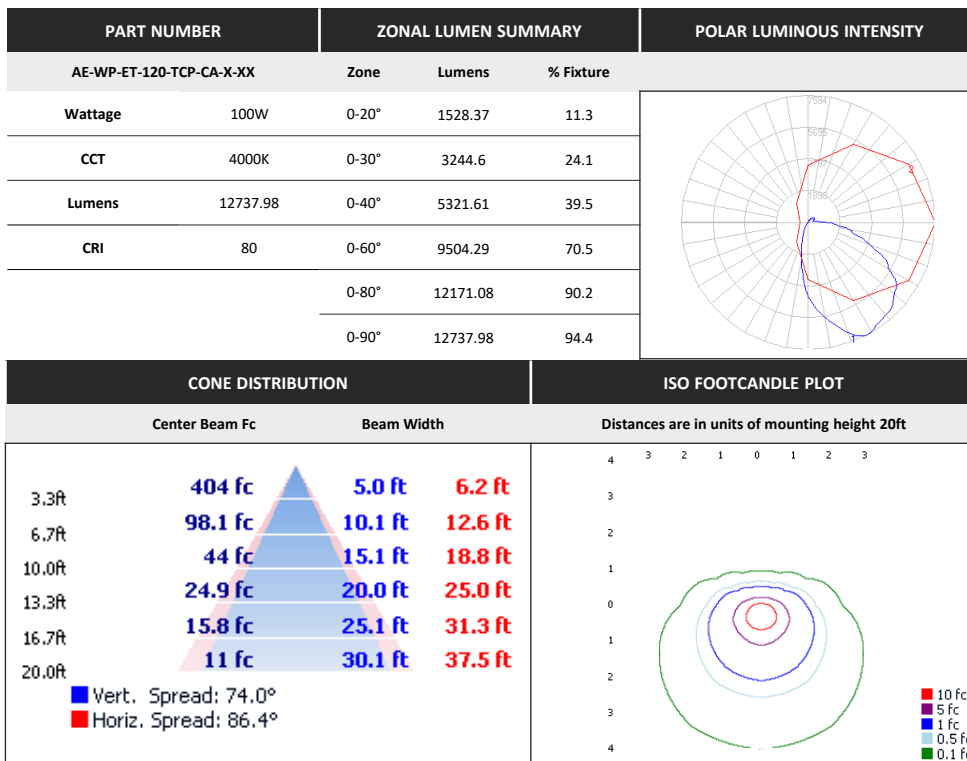 PART NUMBER
ZONAL LUMEN SUMMARY
POLAR LUMINOUS INTENSITY
AE-WP-ET-120-TCP-CA-X-XX
Zone Lumens % Fixture
Wattage 100W
0-20° 1528.37 11.3
CCT 4000K
0-30° 3244.6 24.1
Lumens 12737.98
0-40° 5321.61 39.5
CRI 80
0-60° 9504.29 70.5
0-80° 12171.08 90.2
0-90° 12737.98 94.4
7594
5695
1898
2
1
CONE DISTRIBUTION
Center Beam Fc Beam Width
3.3ft 404 fc 5.0 ft 6.2 ft
6.7ft 98.1 fc 10.1 ft 12.6 ft
10.0ft 44 fc 15.1 ft 18.8 ft
13.3ft 24.9 fc 20.0 ft 25.0 ft
16.7ft 15.8 fc 25.1 ft 31.3 ft
20.0ft 11 fc 30.1 ft 37.5 ft
Vert. Spread: 74.0°
Horiz. Spread: 86.4°
ISO FOOTCANDLE PLOT
Distances are in units of mounting height 20ft
4 3 2 1 0 1 2 3
3
2
1
0
1
2
3
4
10 fc
5 fc
1 fc
0.5 fc
0.1 fc